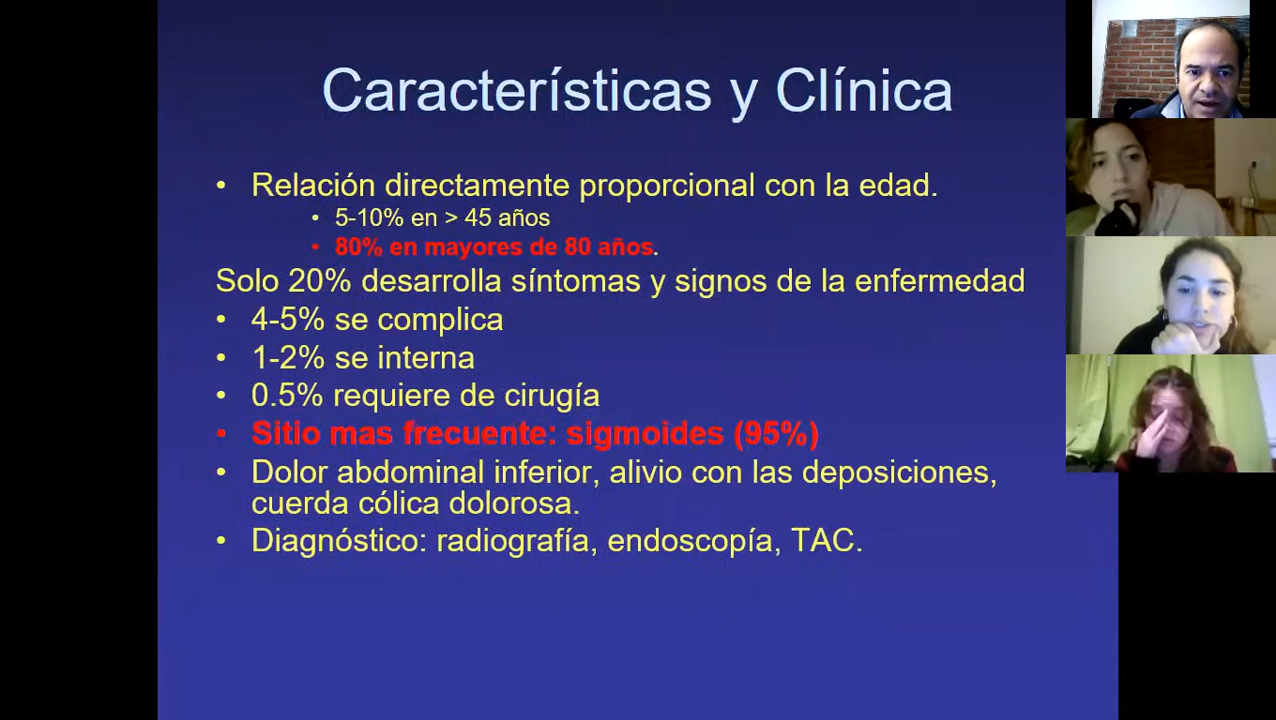 Características y Clínica
• Relación directamente proporcional con la edad.
• 5-10% en > 45 años
• 80% en mayores de 80 años.
Solo 20% desarrolla síntomas y signos de la enfermedad
• 4-5% se complica
• 1-2% se interna
• 0.5% requiere de cirugía
• Sitio mas frecuente: sigmoides (95%)
• Dolor abdominal inferior, alivio con las deposiciones,
cuerda cólica dolorosa.
• Diagnóstico: radiografía, endoscopía, TAC.